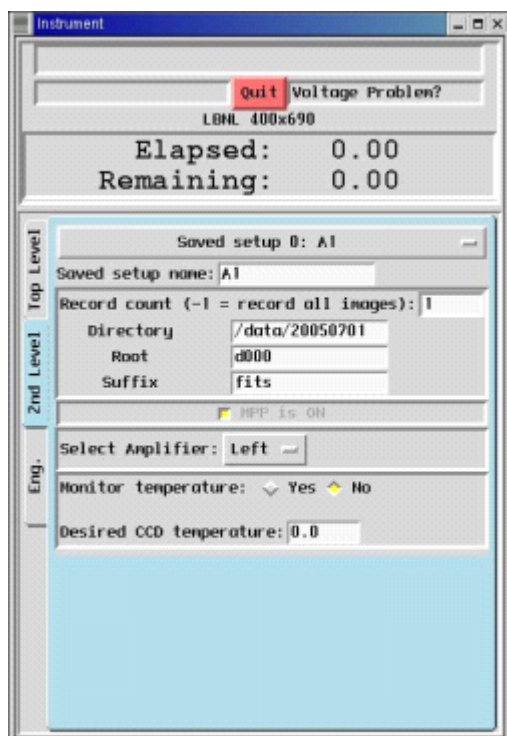 Instrument
Quit Voltage Problem?
LBNL 400x690
Elapsed: 0.00
Remaining: 0.00
Top Level
2nd Level
Eng.
Saved setup 0: A1
Saved setup name: A1
Record count (-1 = record all images): 1
Directory /data/20050701
Root d000
Suffix fits
MPP is ON
Select Amplifier: Left
Monitor temperature: Yes No
Desired CCD temperature: 0.0